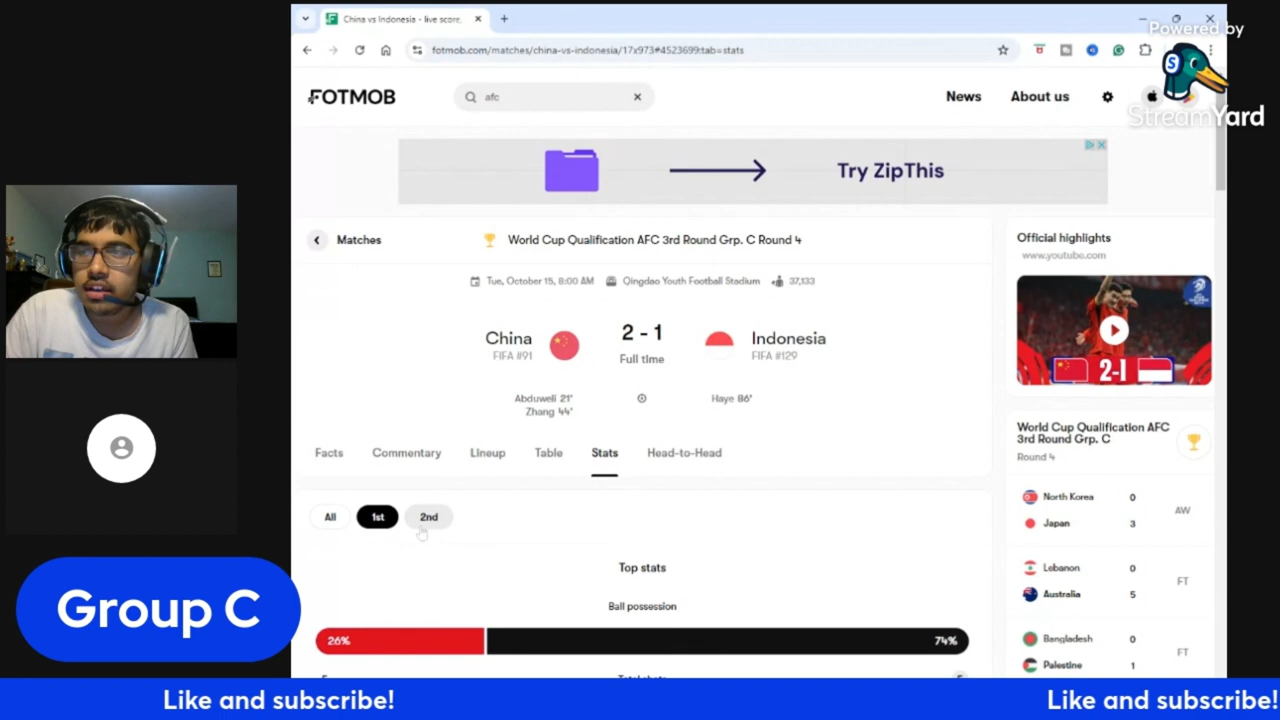 China vs Indonesia - live score,
Powered by
fotmob.com/matches/china-vs-indonesia/17x973#4523699:tab=stats
FOTMOB
afc
News
About us
S
StreamYard
Try ZipThis
Matches
World Cup Qualification AFC 3rd Round Grp. C Round 4
Tue, October 15, 8:00 AM
Qingdao Youth Football Stadium
37,133
China
FIFA #91
2 - 1
Full time
Indonesia
FIFA #129
Abduweli 21'
Zhang 44'
Haye 86'
Facts
Commentary
Lineup
Table
Stats
Head-to-Head
All
1st
2nd
Top stats
Ball possession
26%
74%
Official highlights
www.youtube.com
2-1
World Cup Qualification AFC
3rd Round Grp. C
Round 4
North Korea 0
Japan 3
AW
Lebanon 0
Australia 5
FT
Bangladesh 0
Palestine 1
FT
Group C
Like and subscribe!
Like and subscribe!